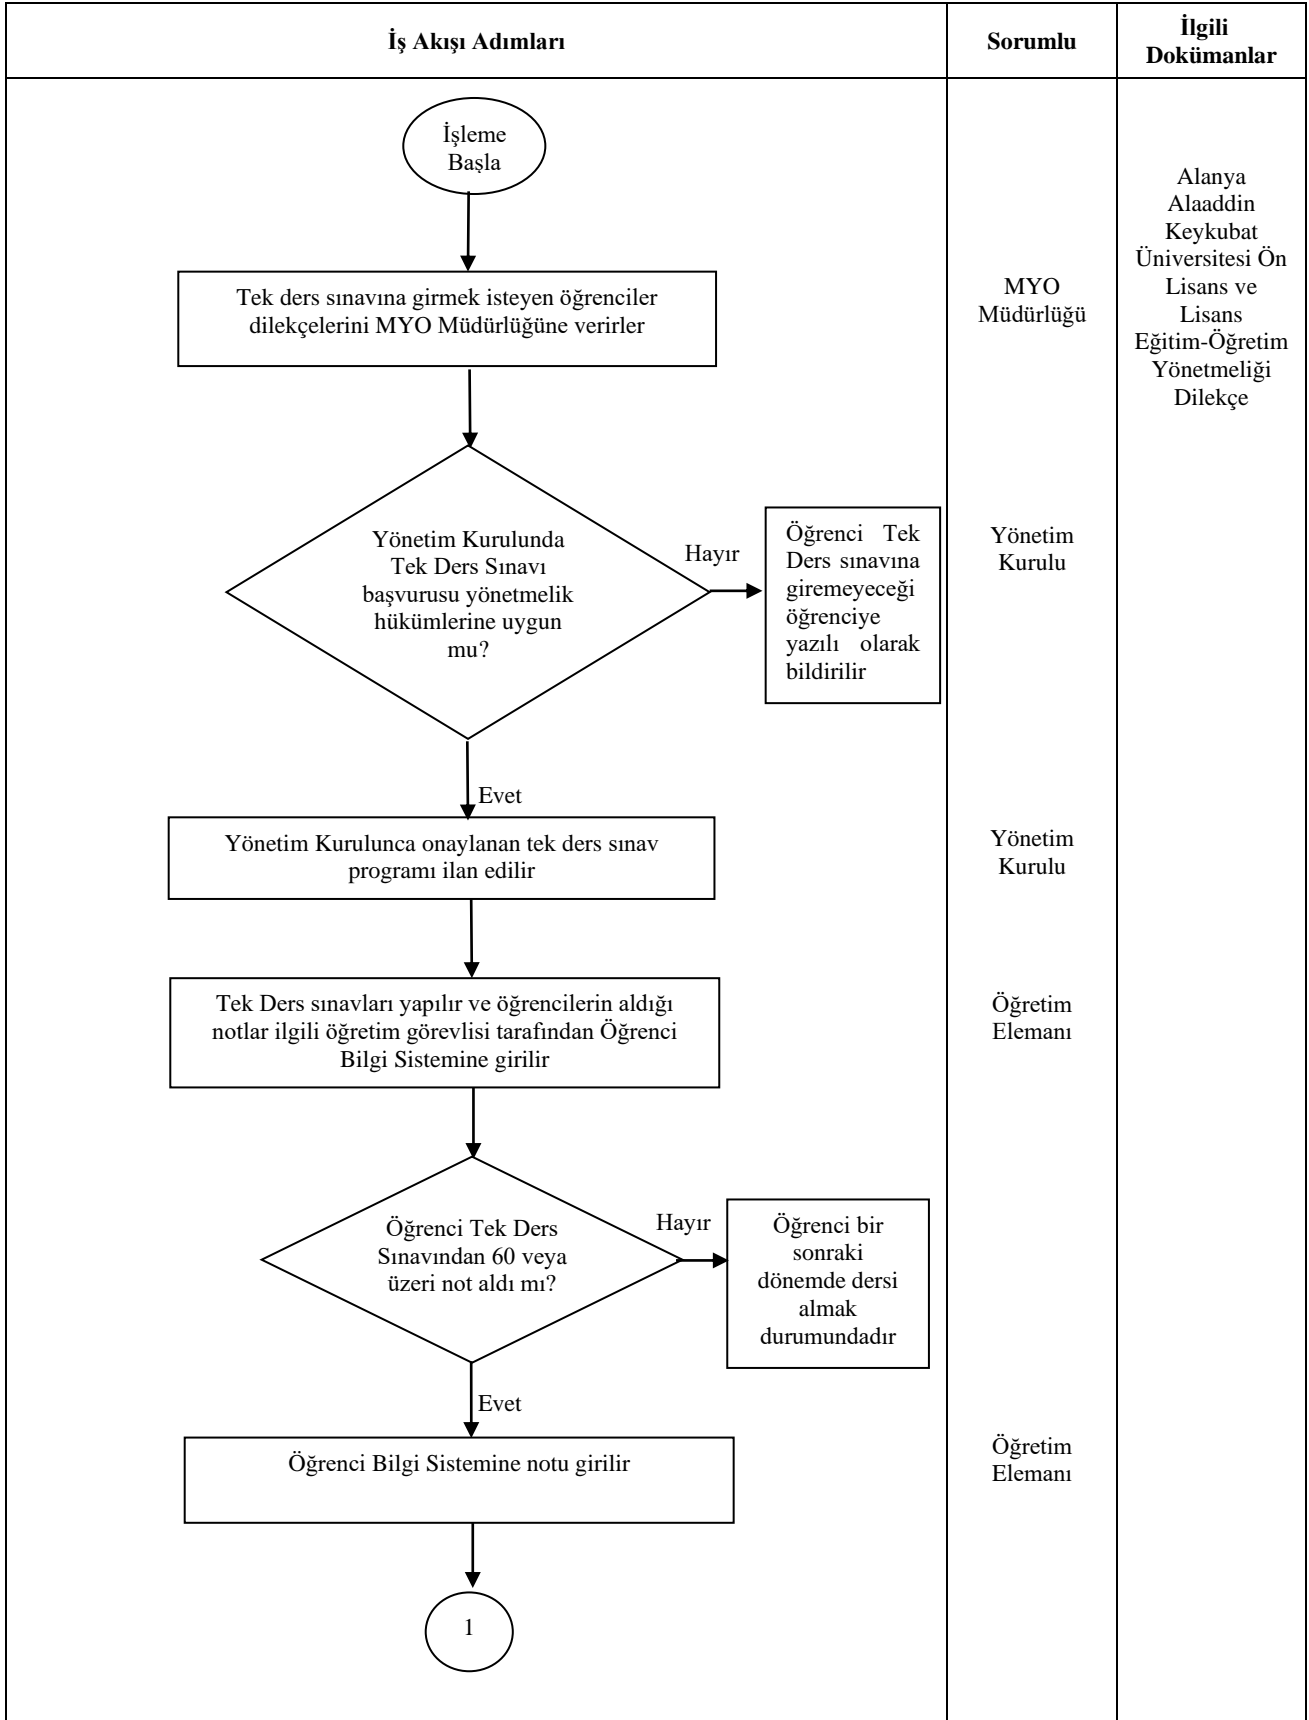 İş Akışı Adımları
Sorumlu
İlgili
Dokümanlar
İşleme
Başla
Tek ders sınavına girmek isteyen öğrenciler
dilekçelerini MYO Müdürlüğüne verirler
MYO
Müdürlüğü
Alanya
Alaaddin
Keykubat
Üniversitesi Ön
Lisans ve
Lisans
Eğitim-Öğretim
Yönetmeliği
Dilekçe
Yönetim Kurulunda
Tek Ders Sınavı
başvurusu yönetmelik
hükümlerine uygun
mu?
Hayır
Öğrenci Tek
Ders sınavına
giremeyeceği
öğrenciye
yazılı olarak
bildirilir
Yönetim
Kurulu
Evet
Yönetim Kurulunca onaylanan tek ders sınav
programı ilan edilir
Yönetim
Kurulu
Tek Ders sınavları yapılır ve öğrencilerin aldığı
notlar ilgili öğretim görevlisi tarafından Öğrenci
Bilgi Sistemine girilir
Öğretim
Elemanı
Öğrenci Tek Ders
Sınavından 60 veya
üzeri not aldı mı?
Hayır
Öğrenci bir
sonraki
dönemde dersi
almak
durumundadır
Evet
Öğrenci Bilgi Sistemine notu girilir
Öğretim
Elemanı
1